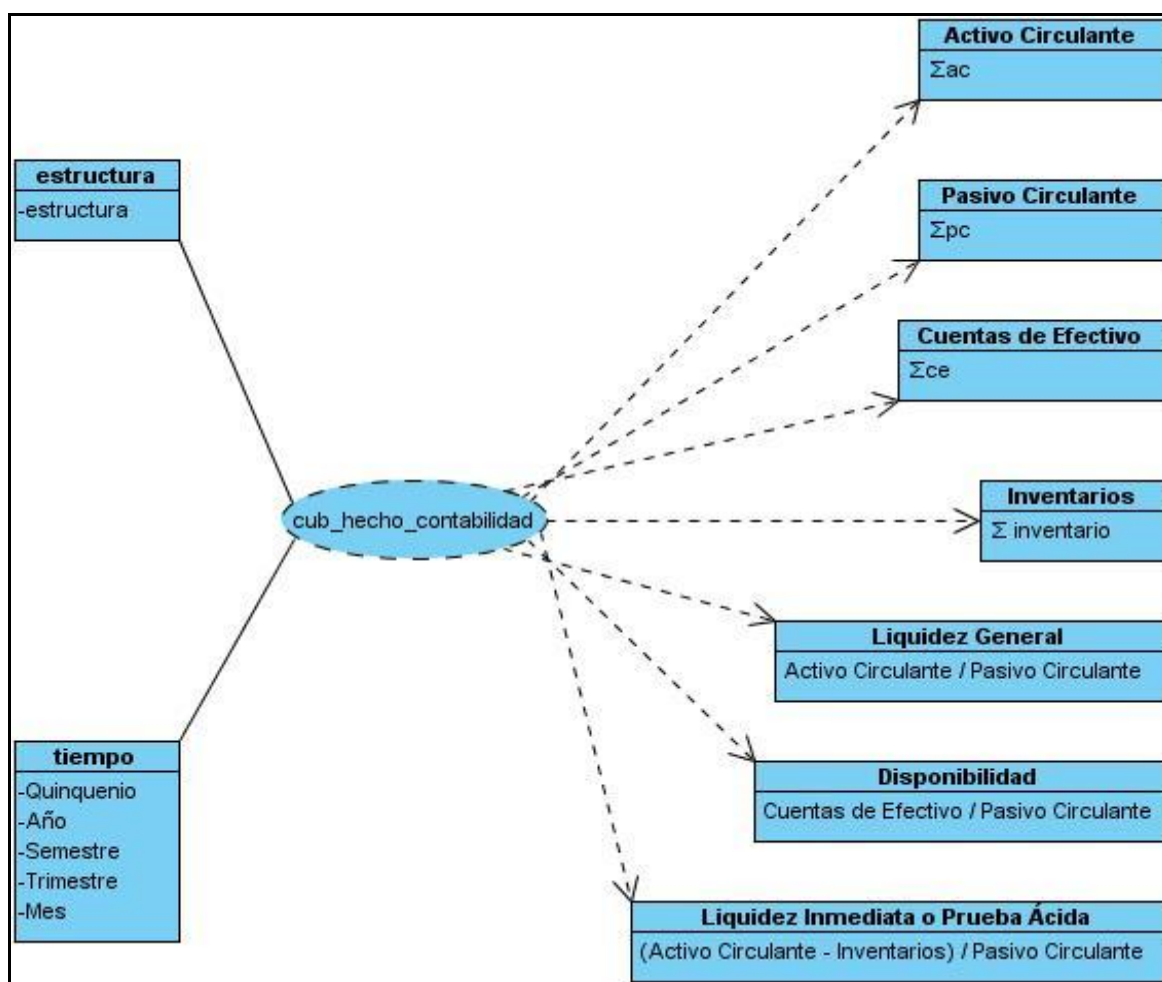 Activo Circulante
Σac
estructura
-estructura
Pasivo Circulante
Σpc
Cuentas de Efectivo
Σce
cub_hecho_contabilidad
Inventarios
Σ inventario
Liquidez General
Activo Circulante / Pasivo Circulante
tiempo
-Quinquenio
-Año
-Semestre
-Trimestre
-Mes
Disponibilidad
Cuentas de Efectivo / Pasivo Circulante
Liquidez Inmediata o Prueba Ácida
(Activo Circulante - Inventarios) / Pasivo Circulante